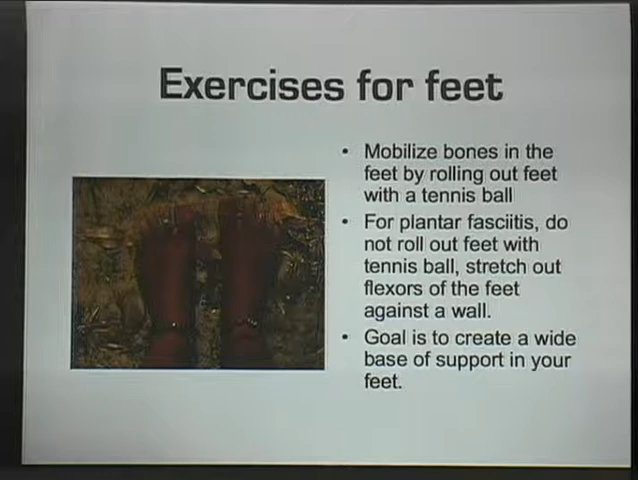 Exercises for feet
• Mobilize bones in the
feet by rolling out feet
with a tennis ball
• For plantar fasciitis, do
not roll out feet with
tennis ball, stretch out
flexors of the feet
against a wall.
• Goal is to create a wide
base of support in your
feet.